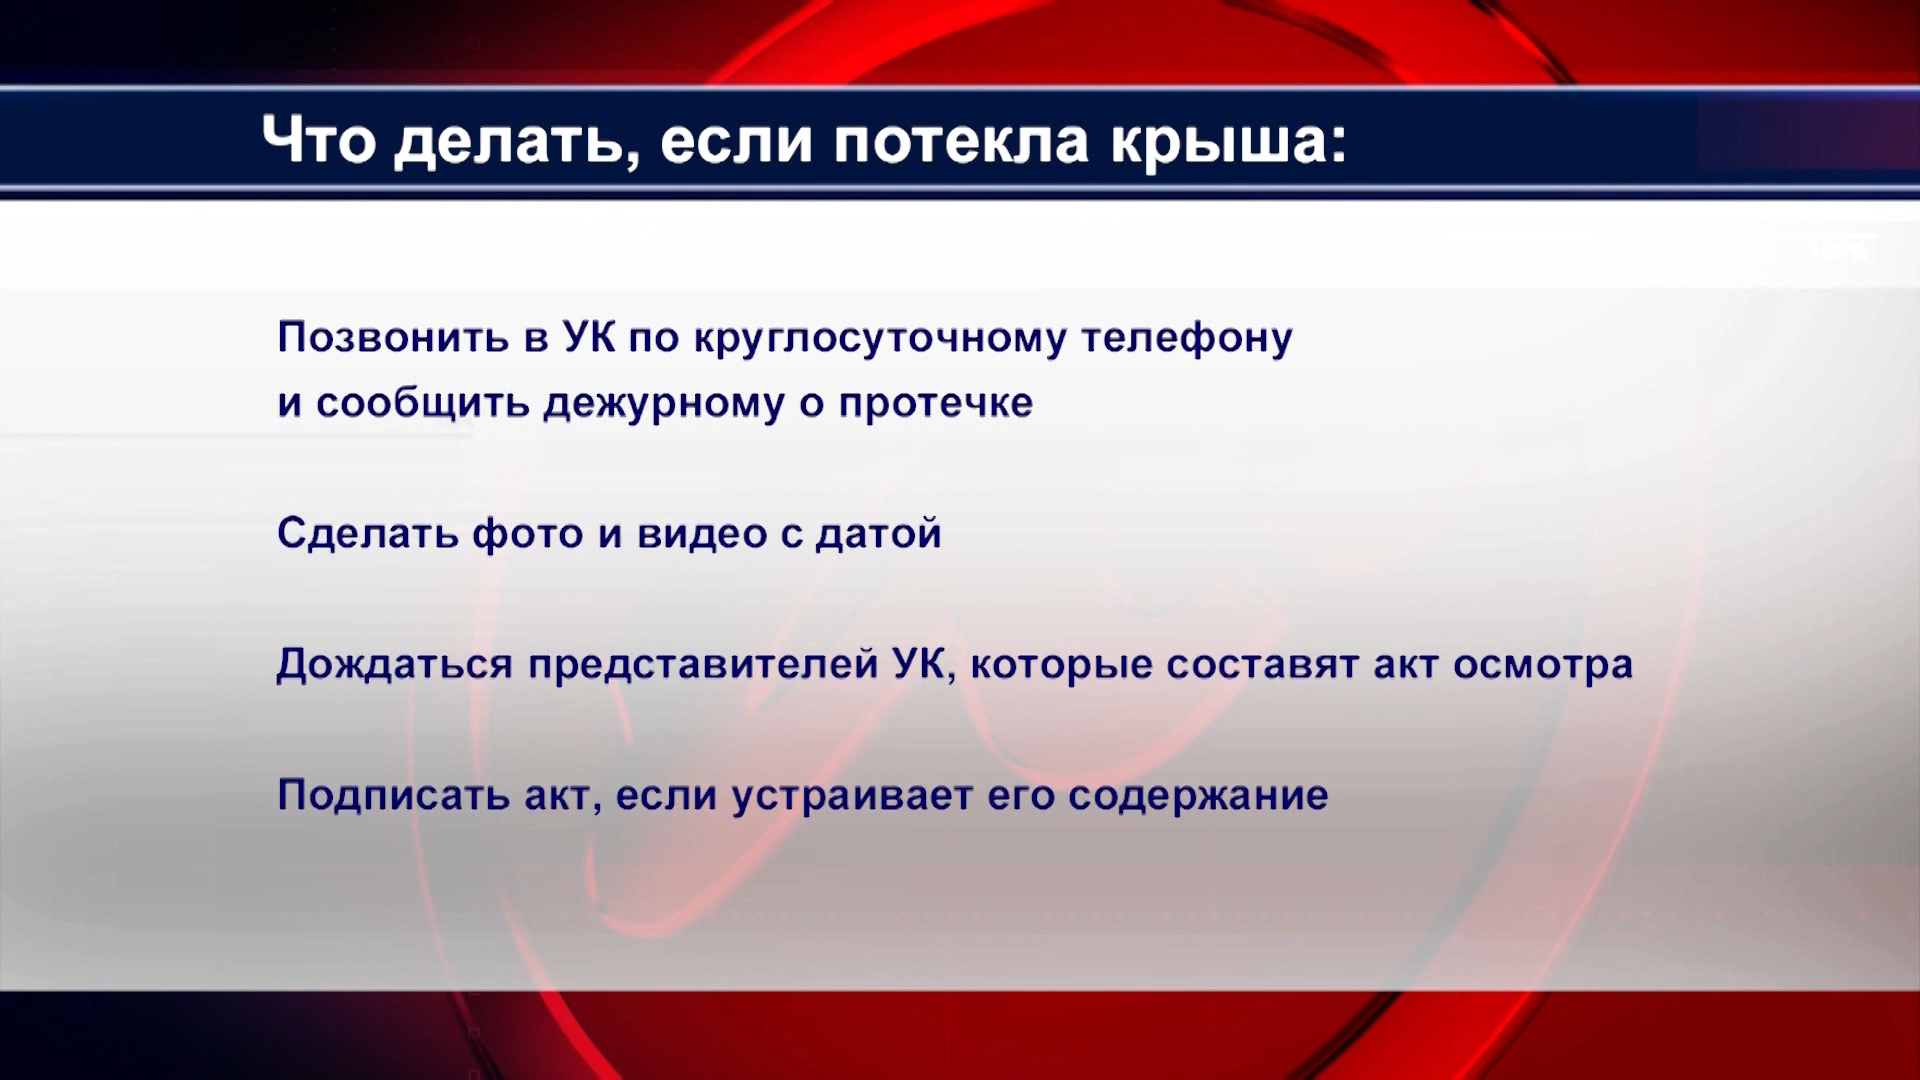 Что делать, если потекла крыша:
Позвонить в УК по круглосуточному телефону
и сообщить дежурному о протечке
Сделать фото и видео с датой
Дождаться представителей УК, которые составят акт осмотра
Подписать акт, если устраивает его содержание